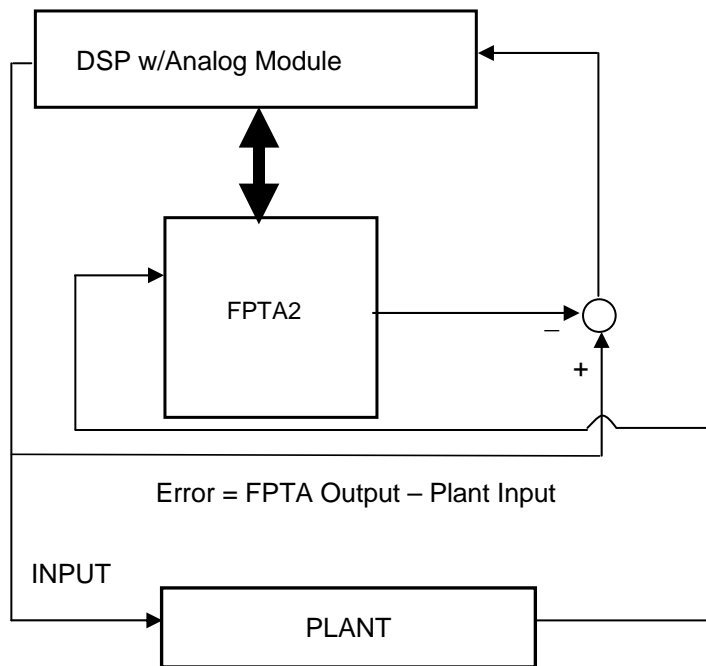 DSP w/Analog Module
FPTA2
–
+
Error = FPTA Output – Plant Input
INPUT
PLANT